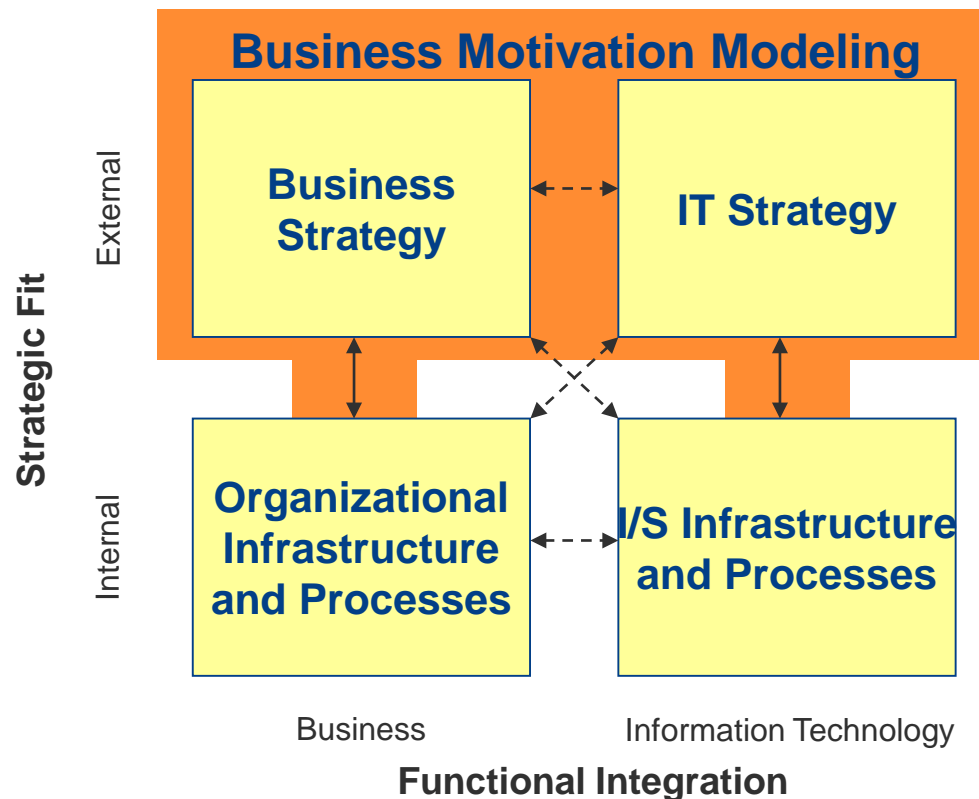 Business Motivation Modeling
External
Business
Strategy
IT Strategy
Strategic Fit
Internal
Organizational
Infrastructure
and Processes
I/S Infrastructure
and Processes
Business
Information Technology
Functional Integration